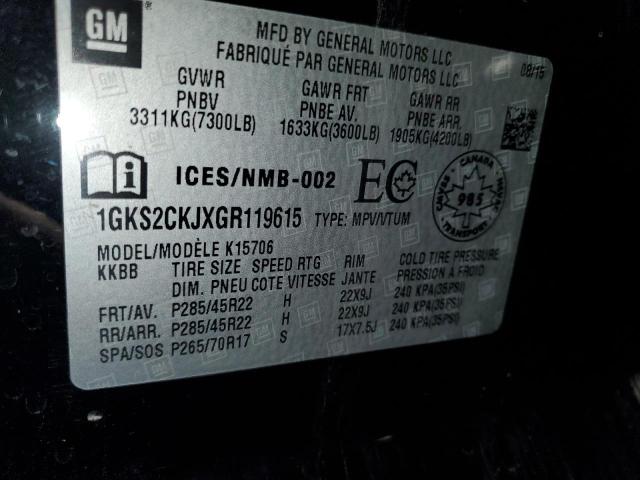 GM
MFD BY GENERAL MOTORS LLC
FABRIQUÉ PAR GENERAL MOTORS LLC
08/15
GVWR GAWR FRT GAWR RR
PNBV PNBE AV. PNBE ARR.
3311KG(7300LB) 1633KG(3600LB) 1905KG(4200LB)
ICES/NMB-002 EC
CANADA
985
TRANSPORT
1GKS2CKJXGR119615 TYPE: MPV/VTUM
MODEL/MODÈLE K15706
KKBB TIRE SIZE SPEED RTG RIM COLD TIRE PRESSURE
DIM. PNEU COTE VITESSE JANTE PRESSION A FROID
FRT/AV. P285/45R22 H 22X9J 240 KPA(35PSI)
RR/ARR. P285/45R22 H 22X9J 240 KPA(35PSI)
SPA/SOS P265/70R17 S 17X7.5J 240 KPA(35PSI)